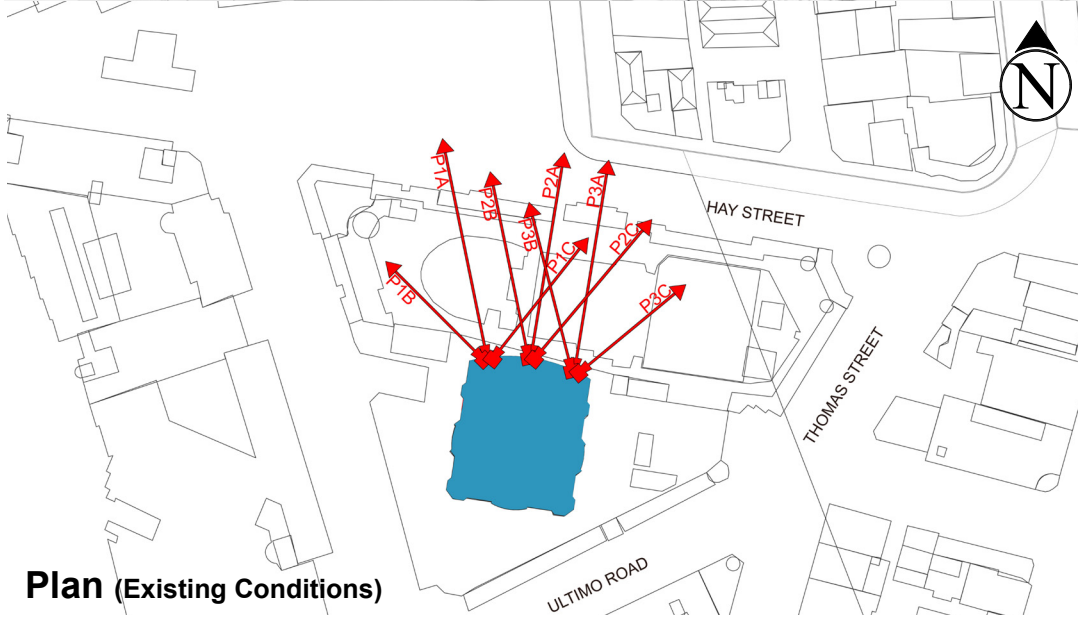 N
P1A
P2B
P2A
P3A
P3B
P1C
P2C
P1B
P3C
HAY STREET
THOMAS STREET
ULTIMO ROAD
Plan (Existing Conditions)